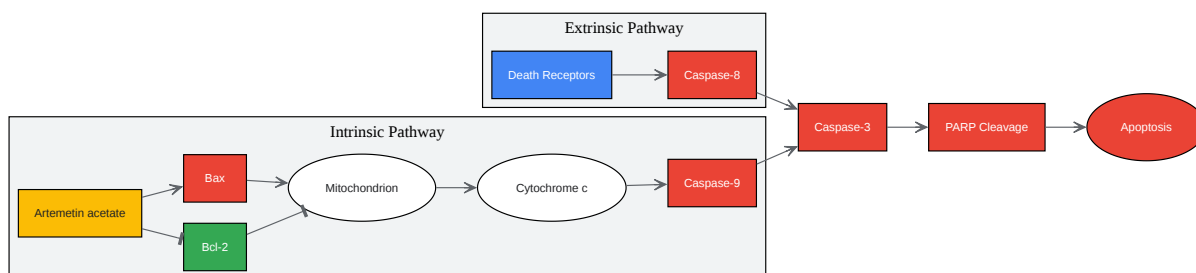 Extrinsic Pathway
Death Receptors
Caspase-8
Intrinsic Pathway
Artemetin acetate
Bax
Bcl-2
Mitochondrion
Cytochrome c
Caspase-9
Caspase-3
PARP Cleavage
Apoptosis